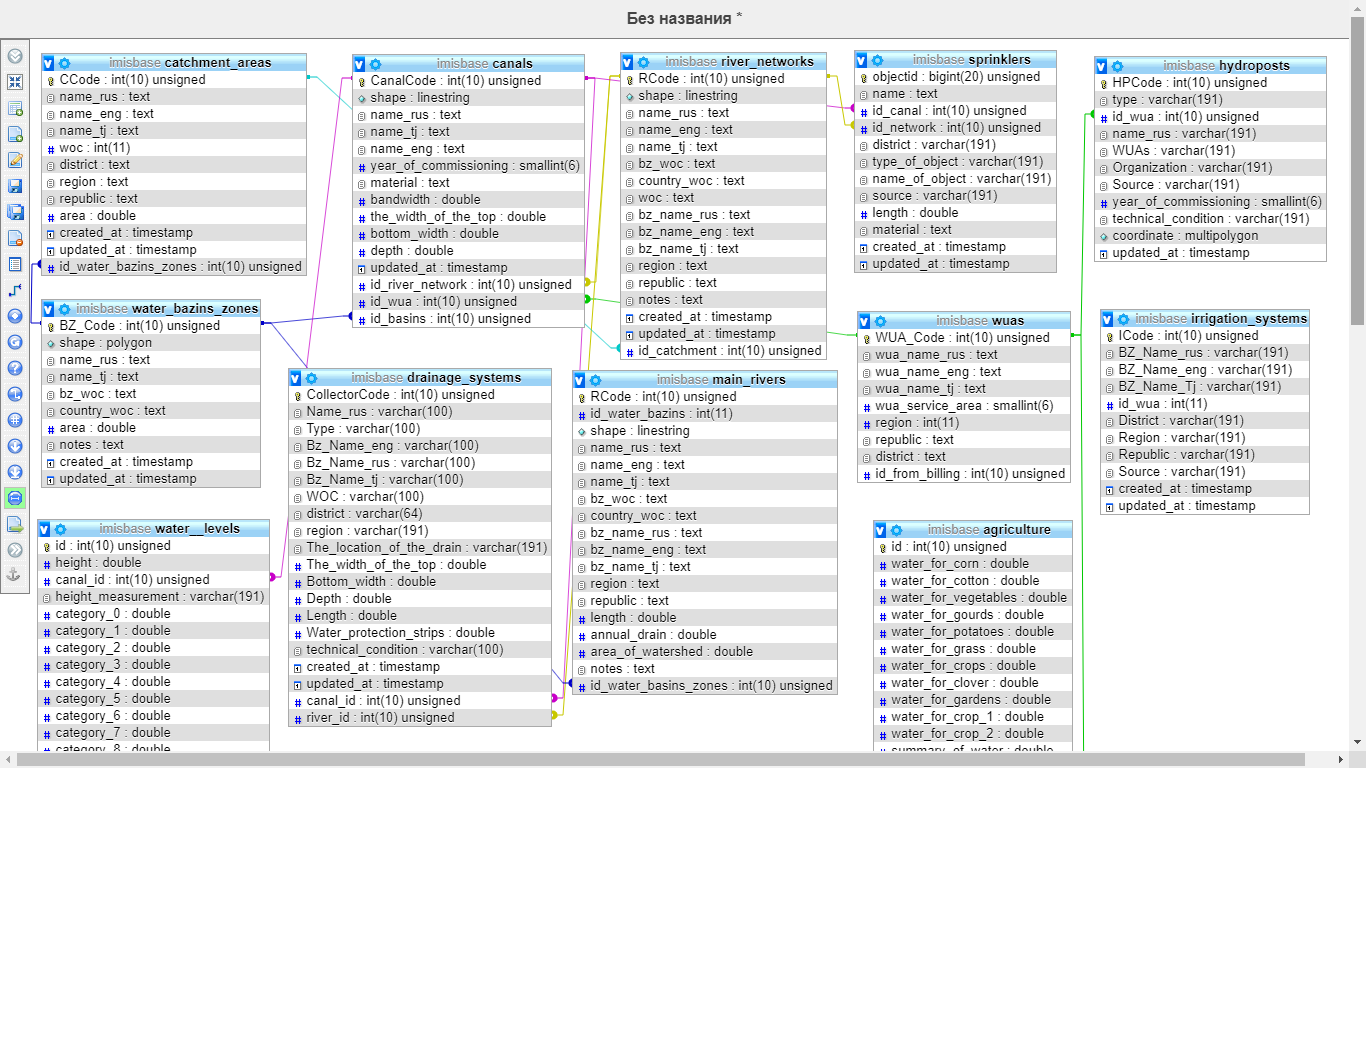 Без названия *
imisbase catchment_areas
CCode : int(10) unsigned
name_rus : text
name_eng : text
name_tj : text
woc : int(11)
district : text
region : text
republic : text
area : double
created_at : timestamp
updated_at : timestamp
id_water_bazins_zones : int(10) unsigned
imisbase canals
CanalCode : int(10) unsigned
shape : linestring
name_rus : text
name_tj : text
name_eng : text
year_of_commissioning : smallint(6)
material : text
bandwidth : double
the_width_of_the_top : double
bottom_width : double
depth : double
updated_at : timestamp
id_river_network : int(10) unsigned
id_wua : int(10) unsigned
id_basins : int(10) unsigned
imisbase river_networks
RCode : int(10) unsigned
shape : linestring
name_rus : text
name_eng : text
name_tj : text
bz_woc : text
country_woc : text
woc : text
bz_name_rus : text
bz_name_eng : text
bz_name_tj : text
region : text
republic : text
notes : text
created_at : timestamp
updated_at : timestamp
id_catchment : int(10) unsigned
imisbase sprinklers
objectid : bigint(20) unsigned
name : text
id_canal : int(10) unsigned
id_network : int(10) unsigned
district : varchar(191)
type_of_object : varchar(191)
name_of_object : varchar(191)
source : varchar(191)
length : double
material : text
created_at : timestamp
updated_at : timestamp
imisbase hydroposts
HPCode : int(10) unsigned
type : varchar(191)
id_wua : int(10) unsigned
name_rus : varchar(191)
WUAs : varchar(191)
Organization : varchar(191)
Source : varchar(191)
year_of_commissioning : smallint(6)
technical_condition : varchar(191)
coordinate : multipolygon
updated_at : timestamp
imisbase water_bazins_zones
BZ_Code : int(10) unsigned
shape : polygon
name_rus : text
name_tj : text
bz_woc : text
country_woc : text
area : double
notes : text
created_at : timestamp
updated_at : timestamp
imisbase drainage_systems
CollectorCode : int(10) unsigned
Name_rus : varchar(100)
Type : varchar(100)
Bz_Name_eng : varchar(100)
Bz_Name_rus : varchar(100)
Bz_Name_tj : varchar(100)
WOC : varchar(100)
district : varchar(64)
region : varchar(191)
The_location_of_the_drain : varchar(191)
The_width_of_the_top : double
Bottom_width : double
Depth : double
Length : double
Water_protection_strips : double
technical_condition : varchar(100)
created_at : timestamp
updated_at : timestamp
canal_id : int(10) unsigned
river_id : int(10) unsigned
imisbase main_rivers
RCode : int(10) unsigned
id_water_bazins : int(11)
shape : linestring
name_rus : text
name_eng : text
name_tj : text
bz_woc : text
country_woc : text
bz_name_rus : text
bz_name_eng : text
bz_name_tj : text
region : text
republic : text
length : double
annual_drain : double
area_of_watershed : double
notes : text
id_water_basins_zones : int(10) unsigned
imisbase wuas
WUA_Code : int(10) unsigned
wua_name_rus : text
wua_name_eng : text
wua_name_tj : text
wua_service_area : smallint(6)
region : int(11)
republic : text
district : text
id_from_billing : int(10) unsigned
imisbase irrigation_systems
ICode : int(10) unsigned
BZ_Name_rus : varchar(191)
BZ_Name_eng : varchar(191)
BZ_Name_Tj : varchar(191)
id_wua : int(11)
District : varchar(191)
Region : varchar(191)
Republic : varchar(191)
Source : varchar(191)
created_at : timestamp
updated_at : timestamp
imisbase water__levels
id : int(10) unsigned
height : double
canal_id : int(10) unsigned
height_measurement : varchar(191)
category_0 : double
category_1 : double
category_2 : double
category_3 : double
category_4 : double
category_5 : double
category_6 : double
category_7 : double
category_8 : double
imisbase agriculture
id : int(10) unsigned
water_for_corn : double
water_for_cotton : double
water_for_vegetables : double
water_for_gourds : double
water_for_potatoes : double
water_for_grass : double
water_for_crops : double
water_for_clover : double
water_for_gardens : double
water_for_crop_1 : double
water_for_crop_2 : double
summary_of_water : double